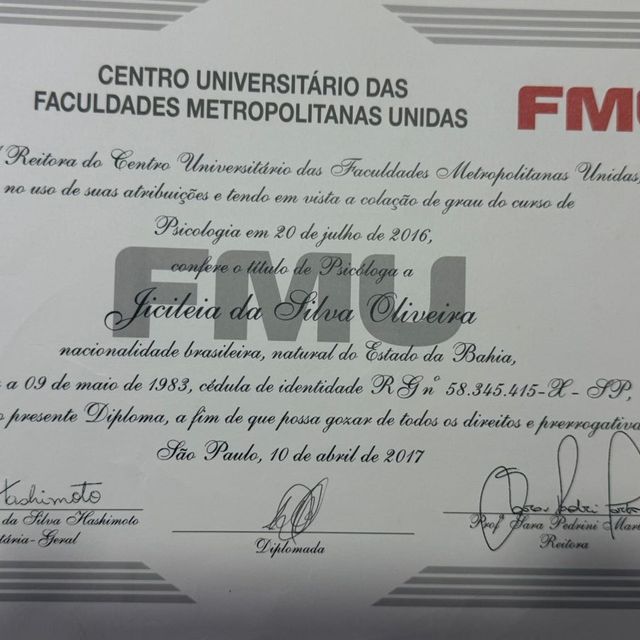 CENTRO UNIVERSITÁRIO DAS
FACULDADES METROPOLITANAS UNIDAS
FMU
Reitora do Centro Universitário das Faculdades Metropolitanas Unidas,
no uso de suas atribuições e tendo em vista a colação de grau do curso de
Psicologia em 20 de julho de 2016,
confere o título de Psicóloga a
FMU
Jicileia da Silva Oliveira
nacionalidade brasileira, natural do Estado da Bahia,
a 09 de maio de 1983, cédula de identidade RG nº 58.345.415-X - SP,
o presente Diploma, a fim de que possa gozar de todos os direitos e prerrogativa
São Paulo, 10 de abril de 2017
Hashimoto
da Silva Hashimoto
tária-Geral
Diplomada
Profª Sara Pedrini Mar
Reitora